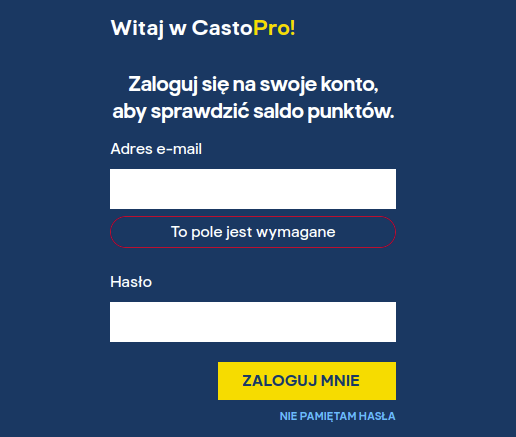 Witaj w CastoPro!
Zaloguj się na swoje konto,
aby sprawdzić saldo punktów.
Adres e-mail
To pole jest wymagane
Hasło
ZALOGUJ MNIE
NIE PAMIĘTAM HASŁA